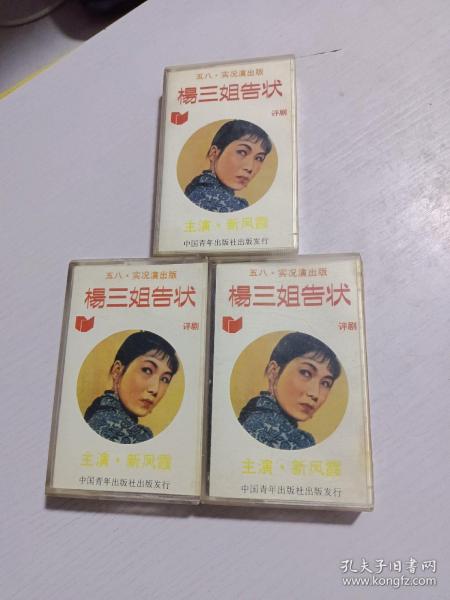 五八·实况演出版
楊三姐告状
评剧
主演·新风霞
中国青年出版社出版发行
五八·实况演出版
楊三姐告状
评剧
主演·新风霞
中国青年出版社出版发行
五八·实况演出版
楊三姐告状
评剧
主演·新风霞
中国青年出版社出版发行
孔夫子旧书网
www.kongfz.com